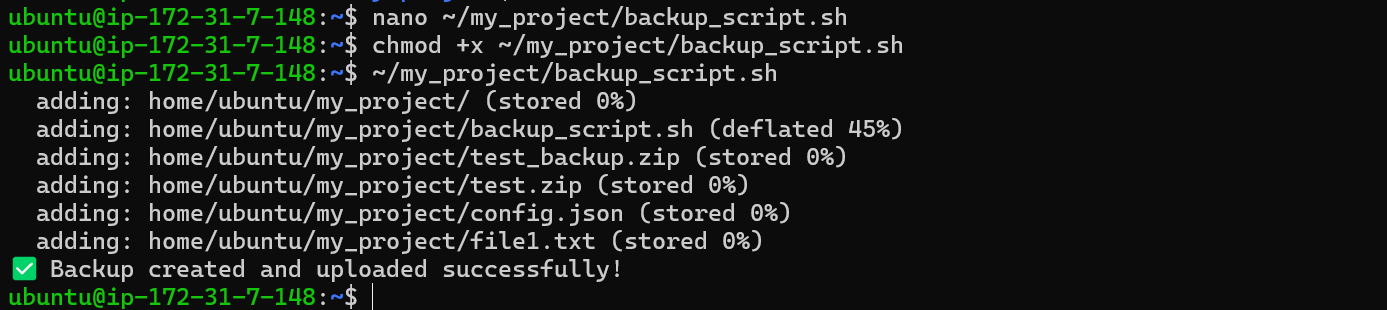 ubuntu@ip-172-31-7-148:~$ nano ~/my_project/backup_script.sh
ubuntu@ip-172-31-7-148:~$ chmod +x ~/my_project/backup_script.sh
ubuntu@ip-172-31-7-148:~$ ~/my_project/backup_script.sh
  adding: home/ubuntu/my_project/ (stored 0%)
  adding: home/ubuntu/my_project/backup_script.sh (deflated 45%)
  adding: home/ubuntu/my_project/test_backup.zip (stored 0%)
  adding: home/ubuntu/my_project/test.zip (stored 0%)
  adding: home/ubuntu/my_project/config.json (stored 0%)
  adding: home/ubuntu/my_project/file1.txt (stored 0%)
✅ Backup created and uploaded successfully!
ubuntu@ip-172-31-7-148:~$